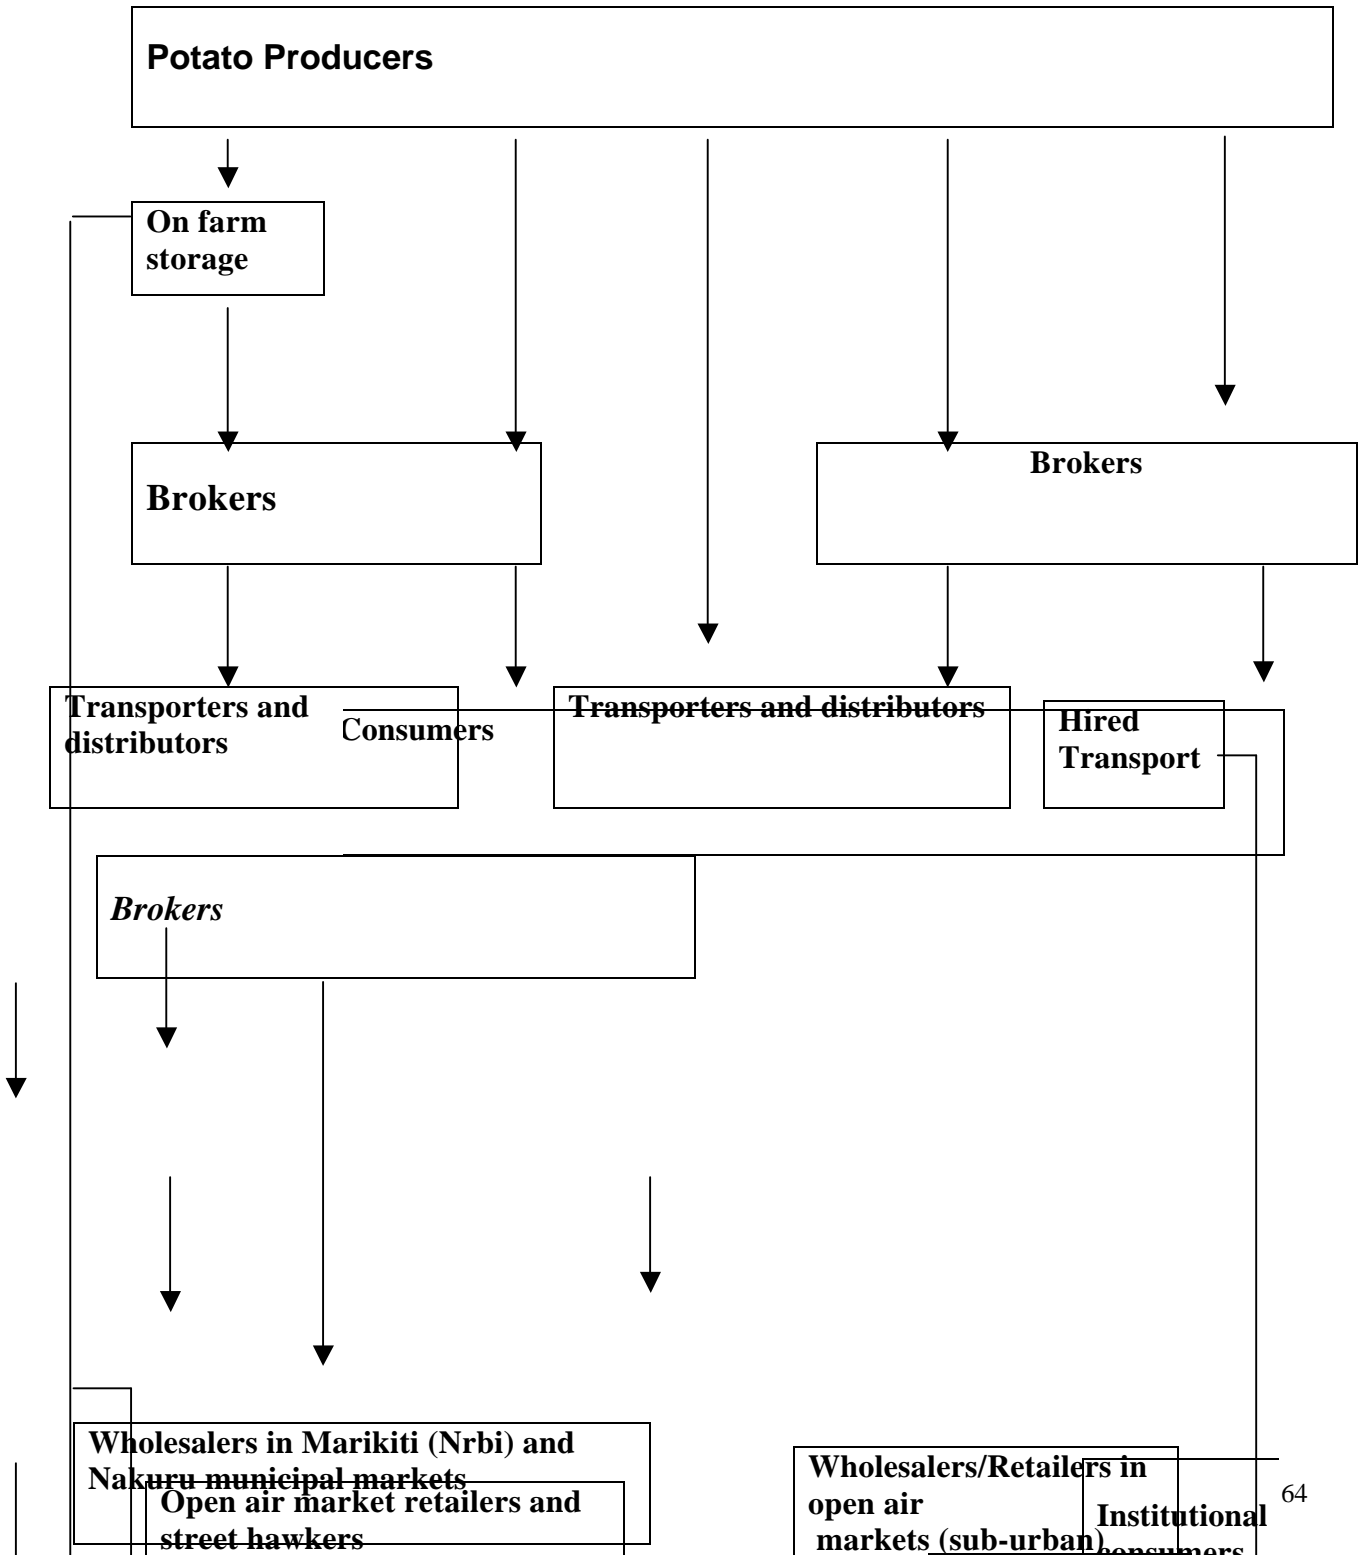 Potato Producers
On farm
storage
Brokers
Brokers
Transporters and
distributors
Consumers
Transporters and distributors
Hired
Transport
Brokers
Wholesalers in Marikiti (Nrbi) and
Nakuru municipal markets
Open air market retailers and
street hawkers
Wholesalers/Retailers in
open air
markets (sub-urban)
Institutional
consumers
64